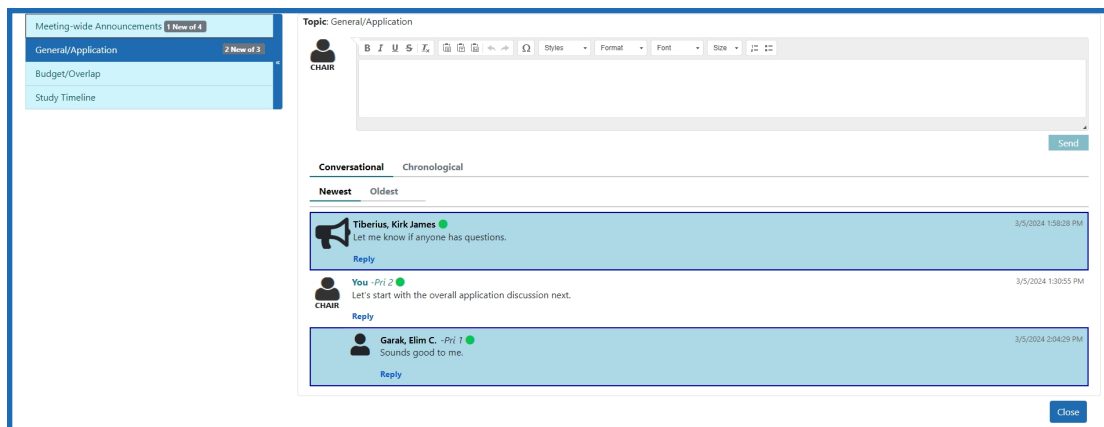 Meeting-wide Announcements 1 New of 4
General/Application 2 New of 3
Budget/Overlap
Study Timeline
«
Topic: General/Application
CHAIR
B I U S Tx Ω Styles Format Font Size
Send
Conversational Chronological
Newest Oldest
Tiberius, Kirk James 3/5/2024 1:58:28 PM
Let me know if anyone has questions.
Reply
You -Pri 2 3/5/2024 1:30:55 PM
Let's start with the overall application discussion next.
CHAIR
Reply
Garak, Elim C. -Pri 1 3/5/2024 2:04:29 PM
Sounds good to me.
Reply
Close